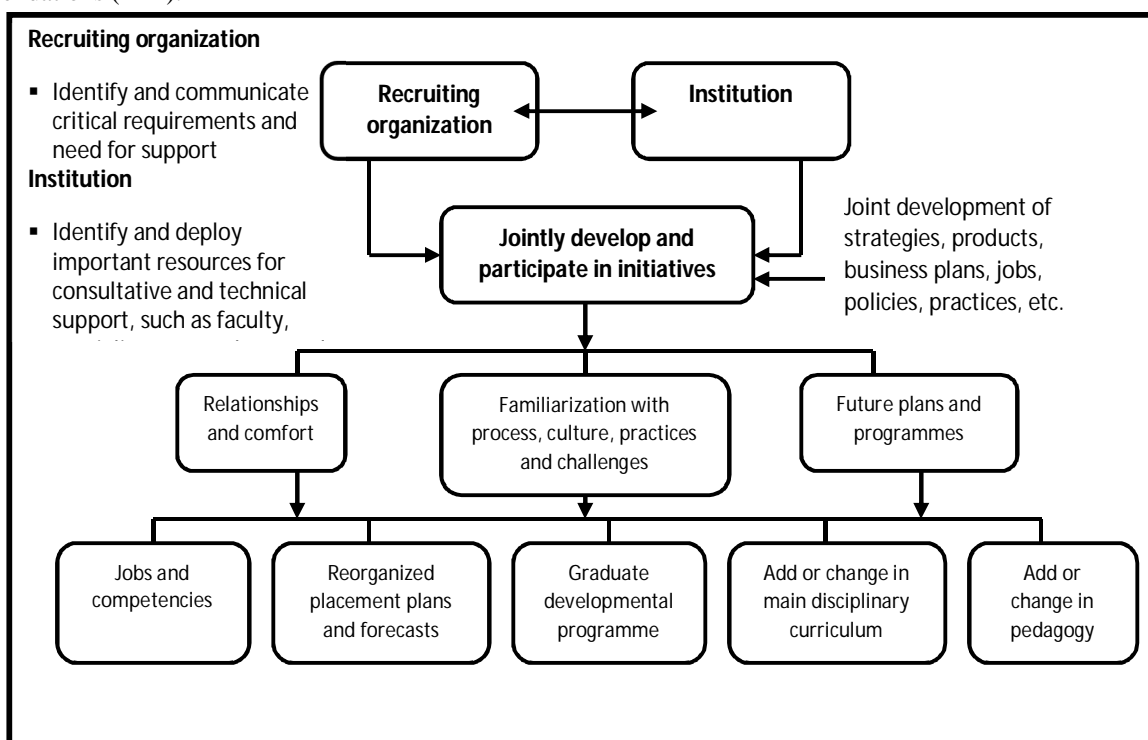 Recruiting organization
▪ Identify and communicate
critical requirements and
need for support
Institution
▪ Identify and deploy
important resources for
consultative and technical
support, such as faculty,
Recruiting
organization
Institution
Jointly develop and
participate in initiatives
Joint development of
strategies, products,
business plans, jobs,
policies, practices, etc.
Relationships
and comfort
Familiarization with
process, culture, practices
and challenges
Future plans and
programmes
Jobs and
competencies
Reorganized
placement plans
and forecasts
Graduate
developmental
programme
Add or change in
main disciplinary
curriculum
Add or
change in
pedagogy